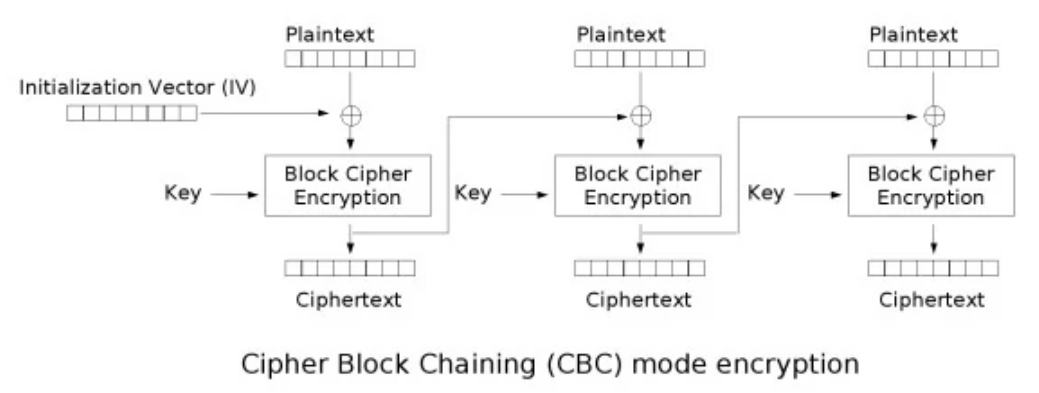 Plaintext
Plaintext
Plaintext
Initialization Vector (IV)
Key
Block Cipher
Encryption
Key
Block Cipher
Encryption
Key
Block Cipher
Encryption
Ciphertext
Ciphertext
Ciphertext
Cipher Block Chaining (CBC) mode encryption